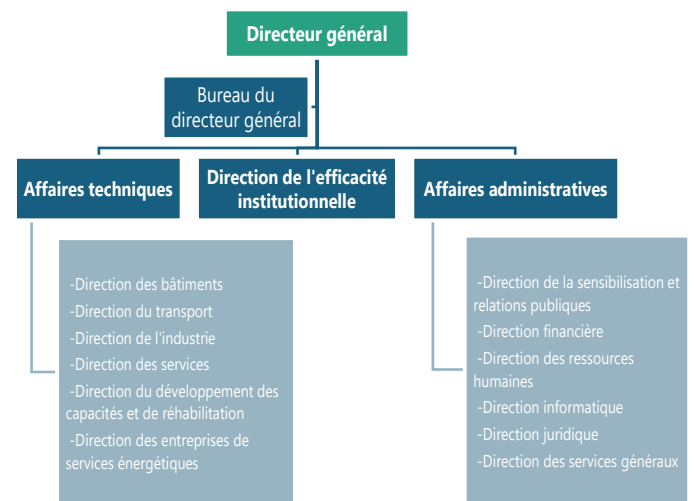 Directeur général
Bureau du
directeur général
Affaires techniques
Direction de l'efficacité
institutionnelle
Affaires administratives
-Direction des bâtiments
-Direction du transport
-Direction de l'industrie
-Direction des services
-Direction du développement des
capacités et de réhabilitation
-Direction des entreprises de
services énergétiques
-Direction de la sensibilisation et
relations publiques
-Direction financière
-Direction des ressources
humaines
-Direction informatique
-Direction juridique
-Direction des services généraux